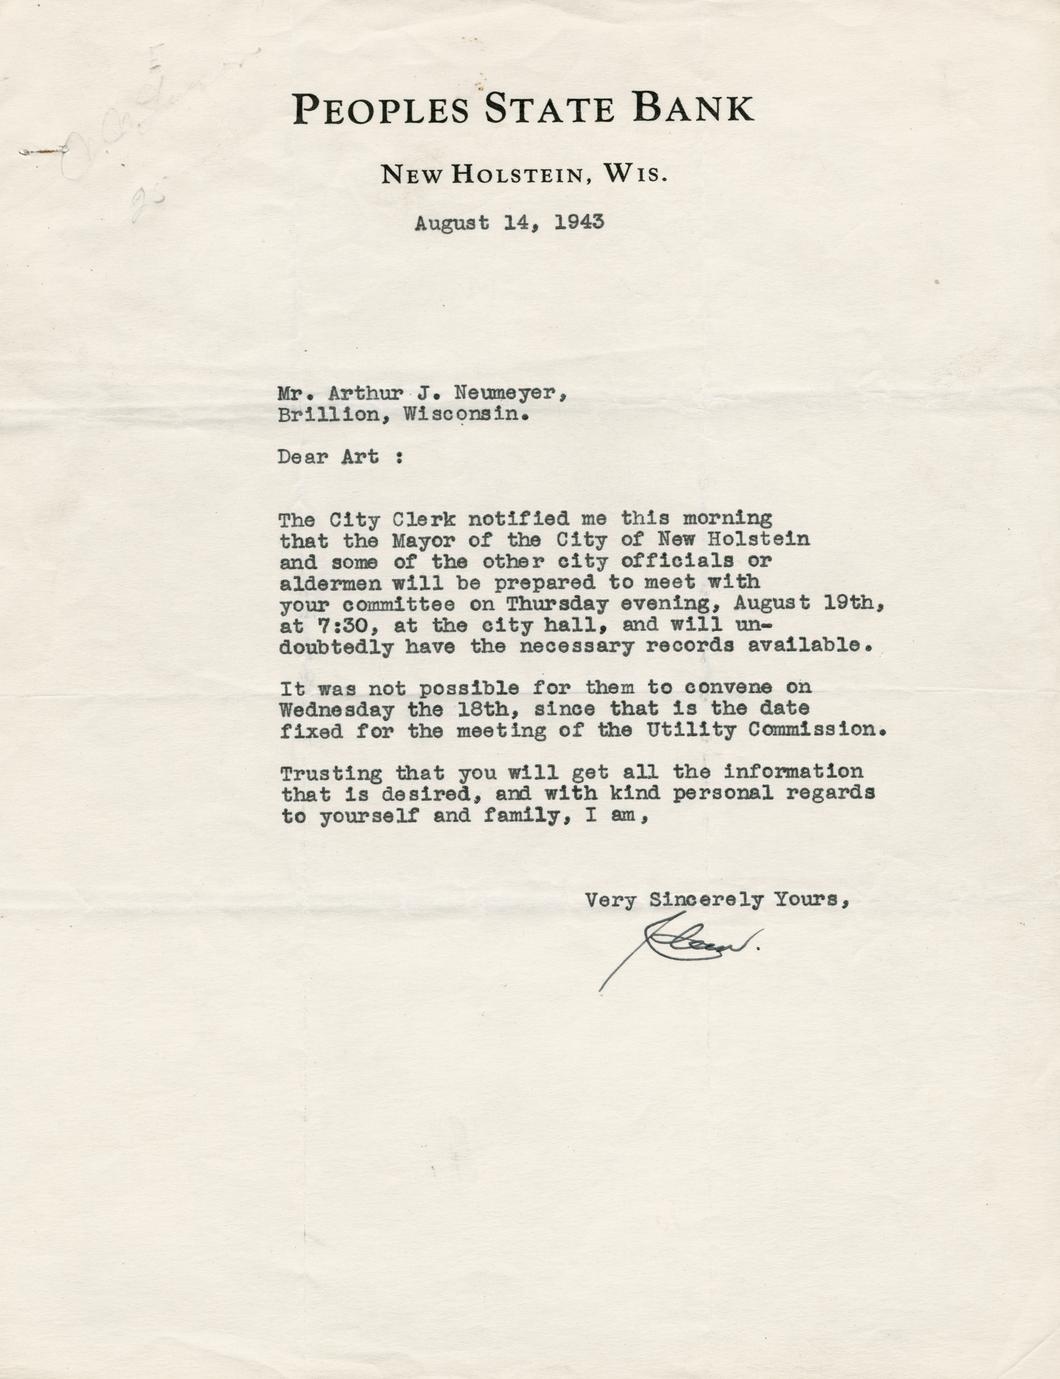 PEOPLES STATE BANK
NEW HOLSTEIN, WIS.
August 14, 1943
Mr. Arthur J. Neumeyer,
Brillion, Wisconsin.
Dear Art :
The City Clerk notified me this morning
that the Mayor of the City of New Holstein
and some of the other city officials or
aldermen will be prepared to meet with
your committee on Thursday evening, August 19th,
at 7:30, at the city hall, and will un-
doubtedly have the necessary records available.
It was not possible for them to convene on
Wednesday the 18th, since that is the date
fixed for the meeting of the Utility Commission.
Trusting that you will get all the information
that is desired, and with kind personal regards
to yourself and family, I am,
Very Sincerely Yours,